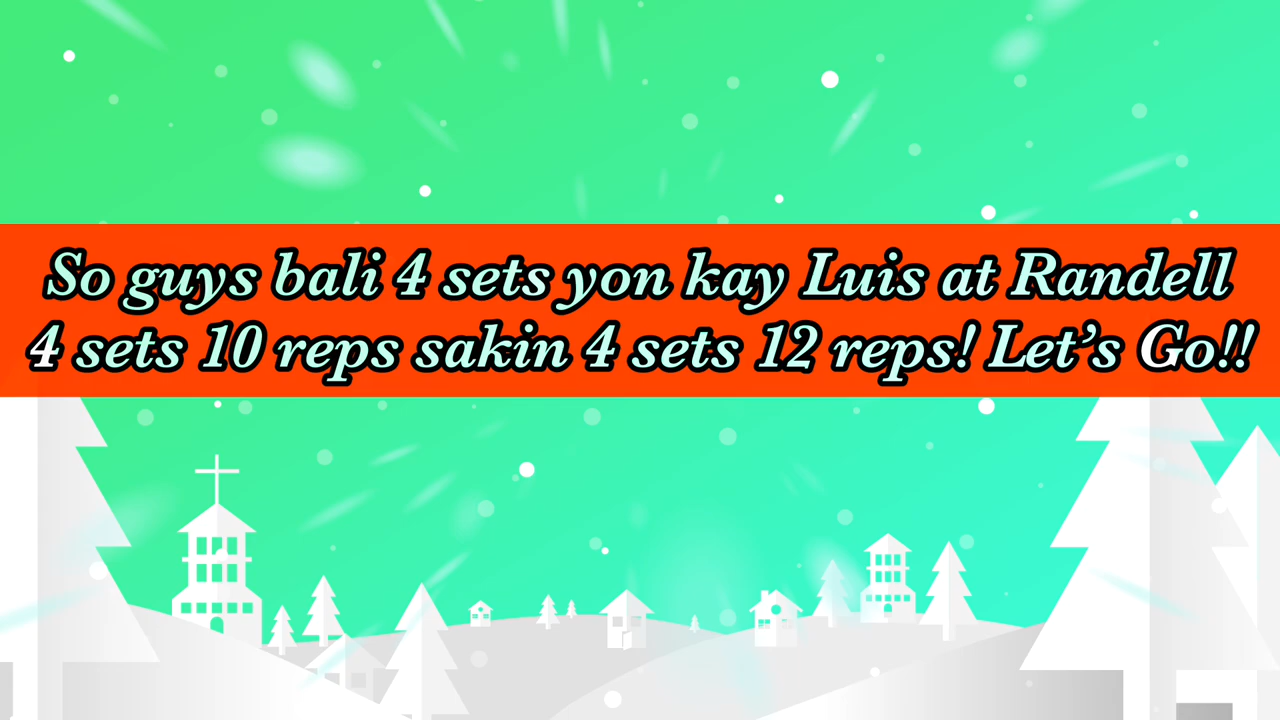 So guys bali 4 sets yon kay Luis at Randell
4 sets 10 reps sakin 4 sets 12 reps! Let’s Go!!